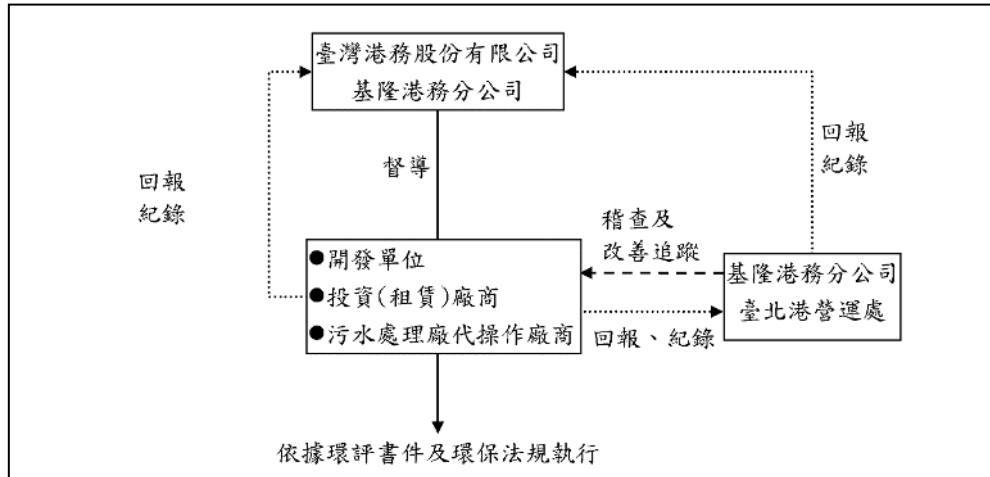 臺灣港務股份有限公司
基隆港務分公司
回報
紀錄
督導
回報
紀錄
稽查及
改善追蹤
●開發單位
●投資(租賃)廠商
●污水處理廠代操作廠商
基隆港務分公司
臺北港營運處
回報、紀錄
依據環評書件及環保法規執行